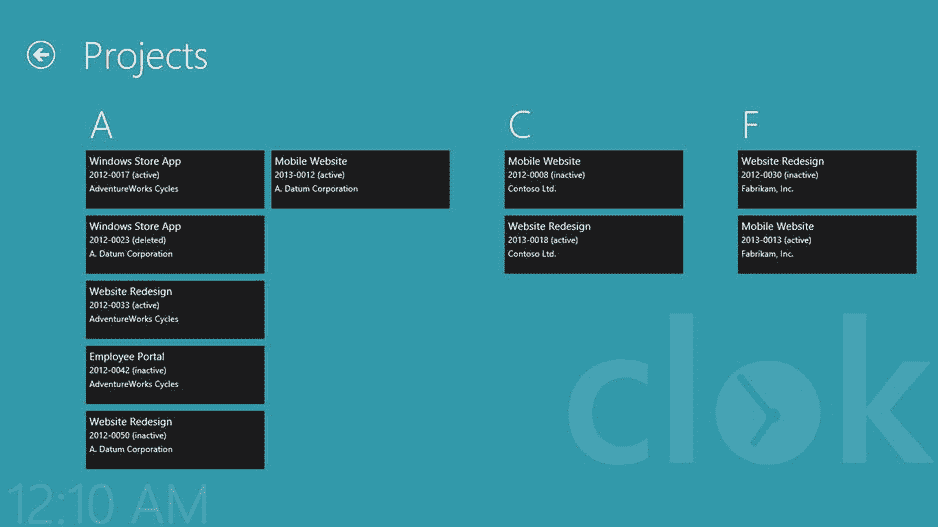 Projects
A
Windows Store App
2012-0017 (active)
AdventureWorks Cycles
Windows Store App
2012-0023 (deleted)
A. Datum Corporation
Website Redesign
2012-0033 (active)
AdventureWorks Cycles
Employee Portal
2012-0042 (inactive)
AdventureWorks Cycles
Website Redesign
2012-0050 (inactive)
A. Datum Corporation
Mobile Website
2013-0012 (active)
A. Datum Corporation
C
Mobile Website
2012-0008 (inactive)
Contoso Ltd.
Website Redesign
2013-0018 (active)
Contoso Ltd.
F
Website Redesign
2012-0030 (inactive)
Fabrikam, Inc.
Mobile Website
2013-0013 (active)
Fabrikam, Inc.
clok
12:10 AM